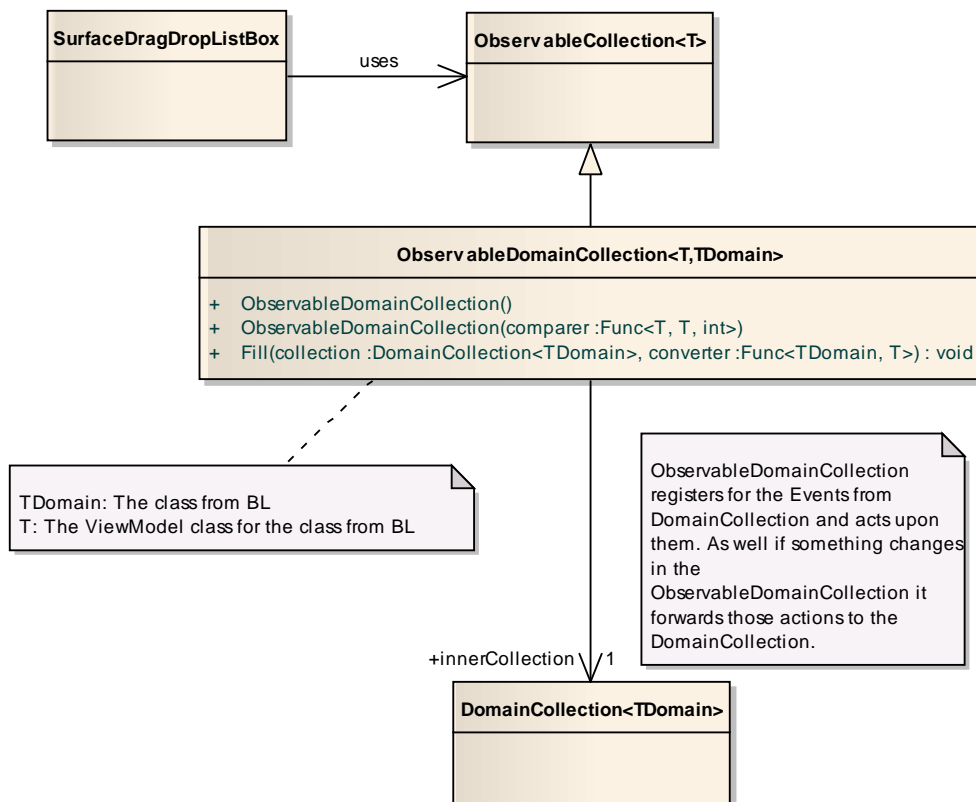 SurfaceDragDropListBox
ObservableCollection<T>
uses
ObservableDomainCollection<T,TDomain>
+ ObservableDomainCollection()
+ ObservableDomainCollection(comparer :Func<T, T, int>)
+ Fill(collection :DomainCollection<TDomain>, converter :Func<TDomain, T>) : void
TDomain: The class from BL
T: The ViewModel class for the class from BL
ObservableDomainCollection
registers for the Events from
DomainCollection and acts upon
them. As well if something changes
in the
ObservableDomainCollection it
forwards those actions to the
DomainCollection.
+innerCollection 1
DomainCollection<TDomain>